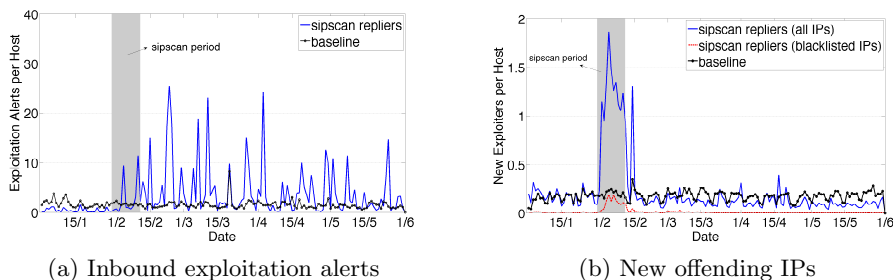 40
30
20
10
0
Exploitation Alerts per Host
sipscan repliers
baseline
sipscan period
15/1 1/2 15/2 1/3 15/3 1/4 15/4 1/5 15/5 1/6
Date
(a) Inbound exploitation alerts
2
1.5
1
0.5
0
New Exploiters per Host
sipscan repliers (all IPs)
sipscan repliers (blacklisted IPs)
baseline
sipscan period
15/1 1/2 15/2 1/3 15/3 1/4 15/4 1/5 15/5 1/6
Date
(b) New offending IPs